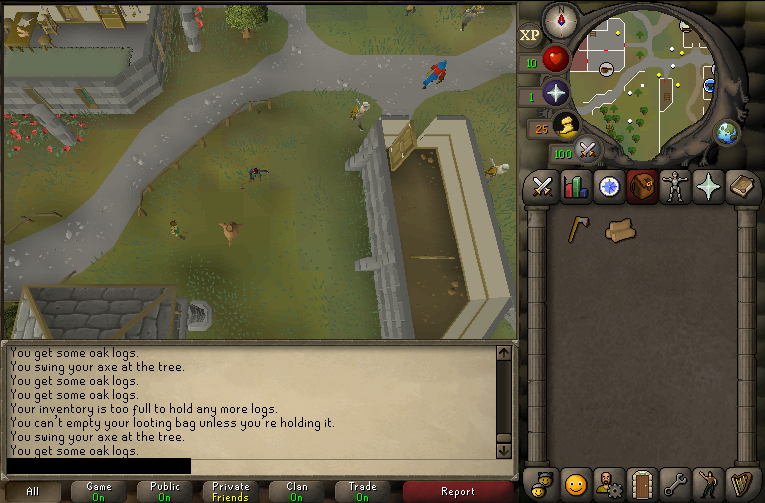 N
XP
10
1
25
100
You get some oak logs.
You swing your axe at the tree.
You get some oak logs.
You get some oak logs.
Your inventory is too full to hold any more logs.
You can't empty your looting bag unless you're holding it.
You swing your axe at the tree.
You get some oak logs.
All
Game
On
Public
On
Private
Friends
Clan
On
Trade
On
Report